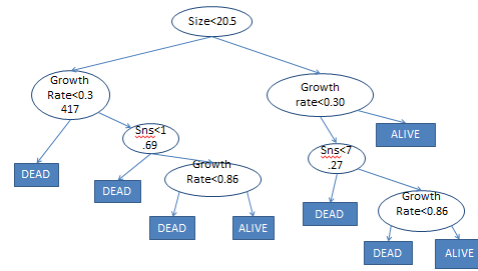 Size<20.5
Growth
Rate<0.3
417
Growth
rate<0.30
Sns<1
.69
ALIVE
Sns<7
.27
DEAD
DEAD
Growth
Rate<0.86
DEAD
Growth
Rate<0.86
DEAD
ALIVE
DEAD
ALIVE